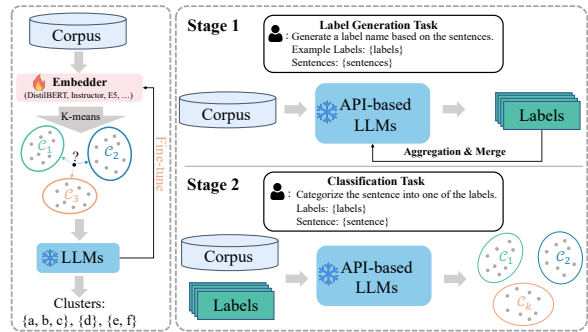 Corpus
Embedder
(DistilBERT, Instructor, E5, ...)
K-means
C1
?
C2
C3
Fine-tune
LLMs
Clusters:
{a, b, c}, {d}, {e, f}
Stage 1
Label Generation Task
: Generate a label name based on the sentences.
Example Labels: {labels}
Sentences: {sentences}
Corpus
API-based
LLMs
Labels
Aggregation & Merge
Stage 2
Classification Task
: Categorize the sentence into one of the labels.
Labels: {labels}
Sentence: {sentence}
Corpus
Labels
API-based
LLMs
C1
C2
Ck